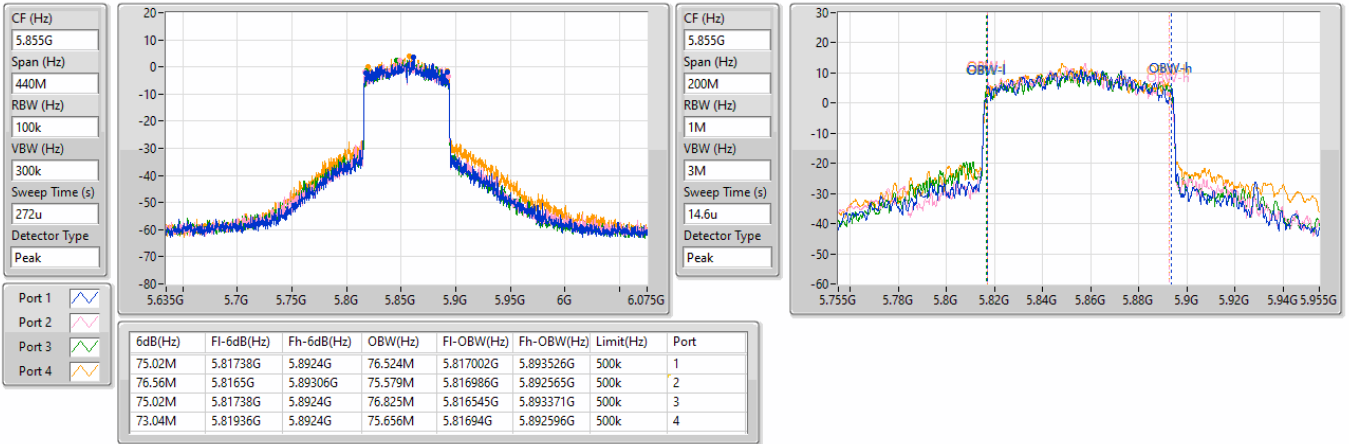 CF (Hz)
5.855G
Span (Hz)
440M
RBW (Hz)
100k
VBW (Hz)
300k
Sweep Time (s)
272u
Detector Type
Peak
Port 1
Port 2
Port 3
Port 4
20
10
0
-10
-20
-30
-40
-50
-60
-70
-80
5.635G 5.7G 5.75G 5.8G 5.85G 5.9G 5.95G 6G 6.075G
CF (Hz)
5.855G
Span (Hz)
200M
RBW (Hz)
1M
VBW (Hz)
3M
Sweep Time (s)
14.6u
Detector Type
Peak
30
20
10
0
-10
-20
-30
-40
-50
-60
OBW-l OBW-h
OBW-h
5.755G 5.78G 5.8G 5.82G 5.84G 5.86G 5.88G 5.9G 5.92G 5.94G 5.955G
6dB(Hz) Fl-6dB(Hz) Fh-6dB(Hz) OBW(Hz) Fl-OBW(Hz) Fh-OBW(Hz) Limit(Hz) Port
75.02M 5.81738G 5.8924G 76.524M 5.817002G 5.893526G 500k 1
76.56M 5.8165G 5.89306G 75.579M 5.816986G 5.892565G 500k 2
75.02M 5.81738G 5.8924G 76.825M 5.816545G 5.893371G 500k 3
73.04M 5.81936G 5.8924G 75.656M 5.81694G 5.892596G 500k 4